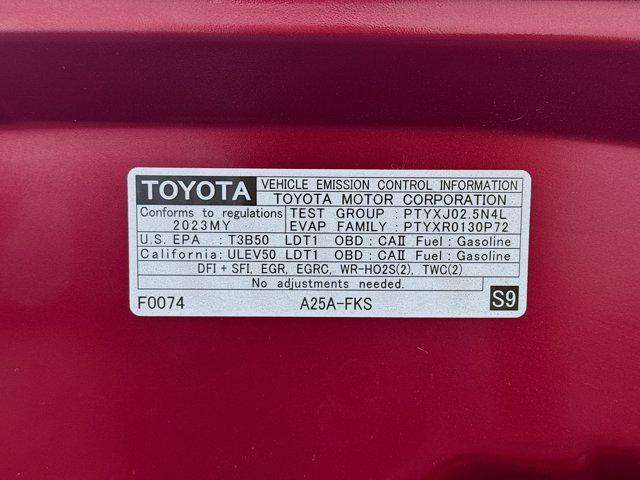 TOYOTA VEHICLE EMISSION CONTROL INFORMATION
TOYOTA MOTOR CORPORATION
Conforms to regulations TEST GROUP : PTYXJ02.5N4L
2023MY EVAP FAMILY : PTYXR0130P72
U.S. EPA : T3B50 LDT1 OBD : CAⅡ Fuel : Gasoline
California: ULEV50 LDT1 OBD : CAⅡ Fuel : Gasoline
DFI + SFI, EGR, EGRC, WR-HO2S(2), TWC(2)
No adjustments needed.
F0074 A25A-FKS S9